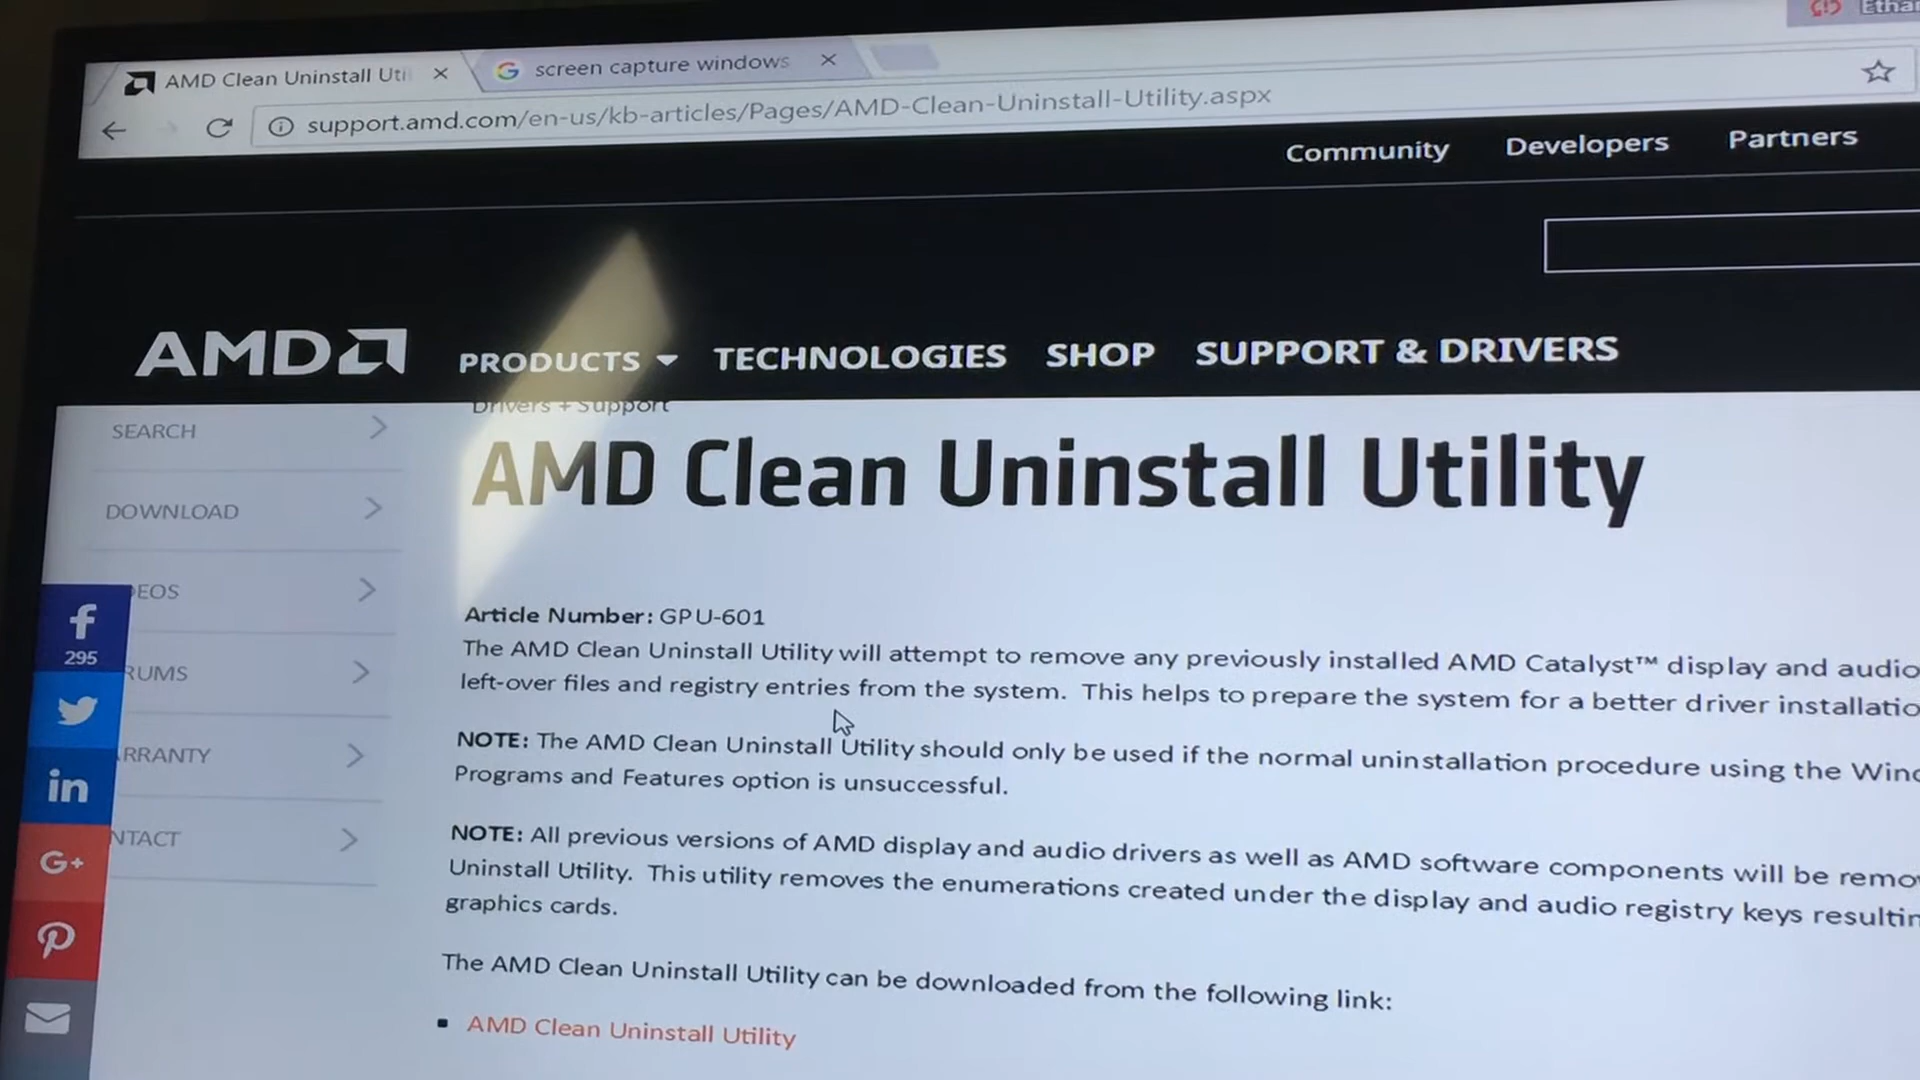 Ethan
AMD Clean Uninstall Uti
screen capture windows
support.amd.com/en-us/kb-articles/Pages/AMD-Clean-Uninstall-Utility.aspx
Community Developers Partners
AMD PRODUCTS TECHNOLOGIES SHOP SUPPORT & DRIVERS
Drivers + Support
SEARCH
AMD Clean Uninstall Utility
DOWNLOAD
DEOS
Article Number: GPU-601
295
The AMD Clean Uninstall Utility will attempt to remove any previously installed AMD Catalyst™ display and audio
RUMS
left-over files and registry entries from the system. This helps to prepare the system for a better driver installatio
NOTE: The AMD Clean Uninstall Utility should only be used if the normal uninstallation procedure using the Wind
RRANTY
Programs and Features option is unsuccessful.
in
NOTE: All previous versions of AMD display and audio drivers as well as AMD software components will be remo
NTACT
Uninstall Utility. This utility removes the enumerations created under the display and audio registry keys resultin
G+
graphics cards.
The AMD Clean Uninstall Utility can be downloaded from the following link:
AMD Clean Uninstall Utility